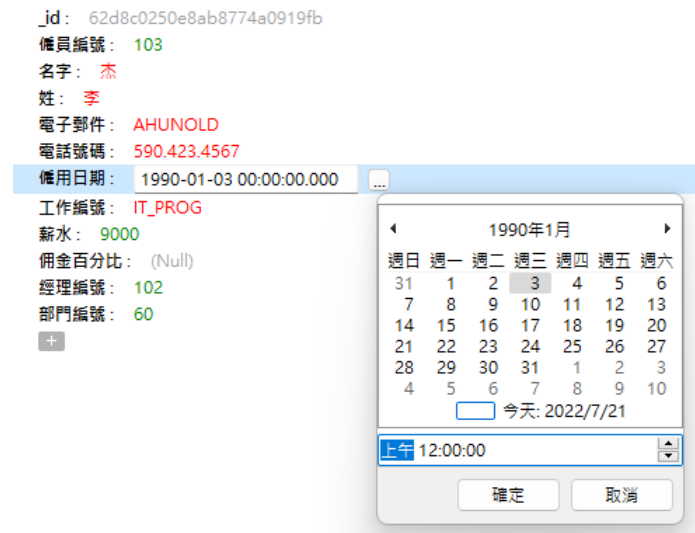 _id : 62d8c0250e8ab8774a0919fb
僱員編號 : 103
名字 : 杰
姓 : 李
電子郵件 : AHUNOLD
電話號碼 : 590.423.4567
僱用日期 : 1990-01-03 00:00:00.000 ...
工作編號 : IT_PROG
薪水 : 9000
佣金百分比 : (Null)
經理編號 : 102
部門編號 : 60
+
1990年1月
週日 週一 週二 週三 週四 週五 週六
31 1 2 3 4 5 6
7 8 9 10 11 12 13
14 15 16 17 18 19 20
21 22 23 24 25 26 27
28 29 30 31 1 2 3
4 5 6 7 8 9 10
今天: 2022/7/21
上午 12:00:00
確定 取消